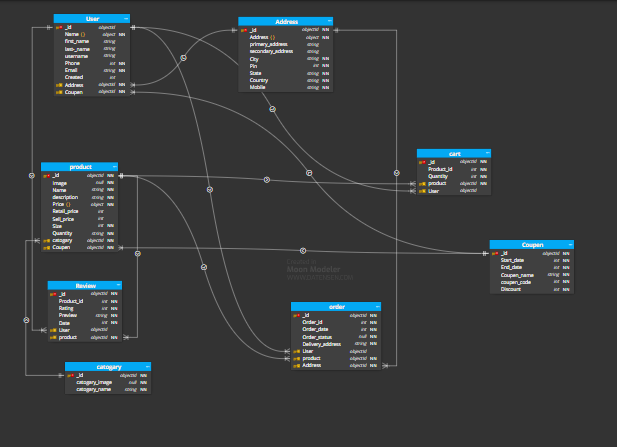 User
_id objectId NN
Name { } object NN
first_name string
last_name string
username string
Phone int NN
Email string NN
Created int
Address objectId NN
Coupen objectId NN
Address
_id objectId NN
Address { } object NN
primary_address string
secondary_address string
City string NN
Pin int NN
State string NN
Country string NN
Mobile string NN
cart
_id objectId NN
Product_id int NN
Quantity int NN
product objectId NN
User objectId
product
_id objectId NN
Image null NN
Name string NN
description string NN
Price { } object NN
Retail_price int
Sell_price int
Size int NN
Quantity string NN
catogary objectId NN
Coupen objectId NN
Coupen
_id objectId NN
Start_date int NN
End_date int NN
Coupen_name string NN
coupen_code int NN
Discount int NN
Created in
Moon Modeler
Review
_id objectId NN
Product_id int NN
Rating int NN
Preview string NN
Date int NN
User objectId
product objectId NN
order
_id objectId NN
Order_id int NN
Order_date int NN
Order_status null NN
Delivery_address string NN
User objectId
product objectId NN
Address objectId NN
catogary
_id objectId NN
catogary_image null NN
catogary_name string NN